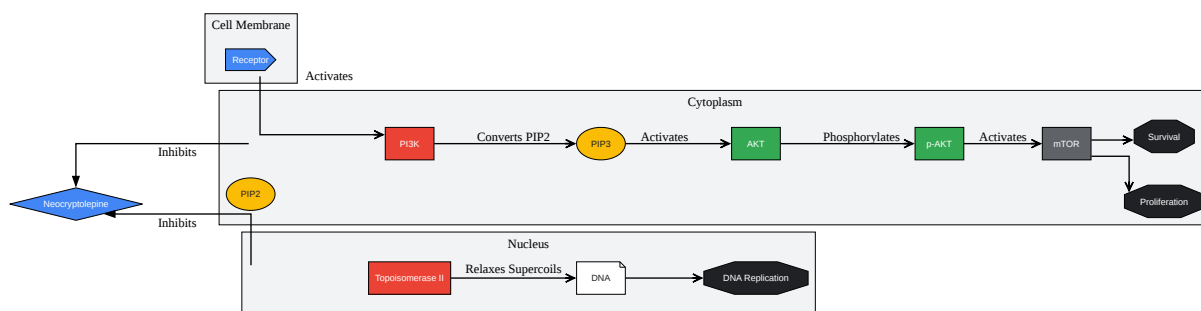 Cell Membrane
Receptor
Activates
Cytoplasm
Inhibits
PI3K
Converts PIP2
PIP3
Activates
AKT
Phosphorylates
p-AKT
Activates
mTOR
Survival
PIP2
Proliferation
Neocryptolepine
Inhibits
Nucleus
Topoisomerase II
Relaxes Supercoils
DNA
DNA Replication